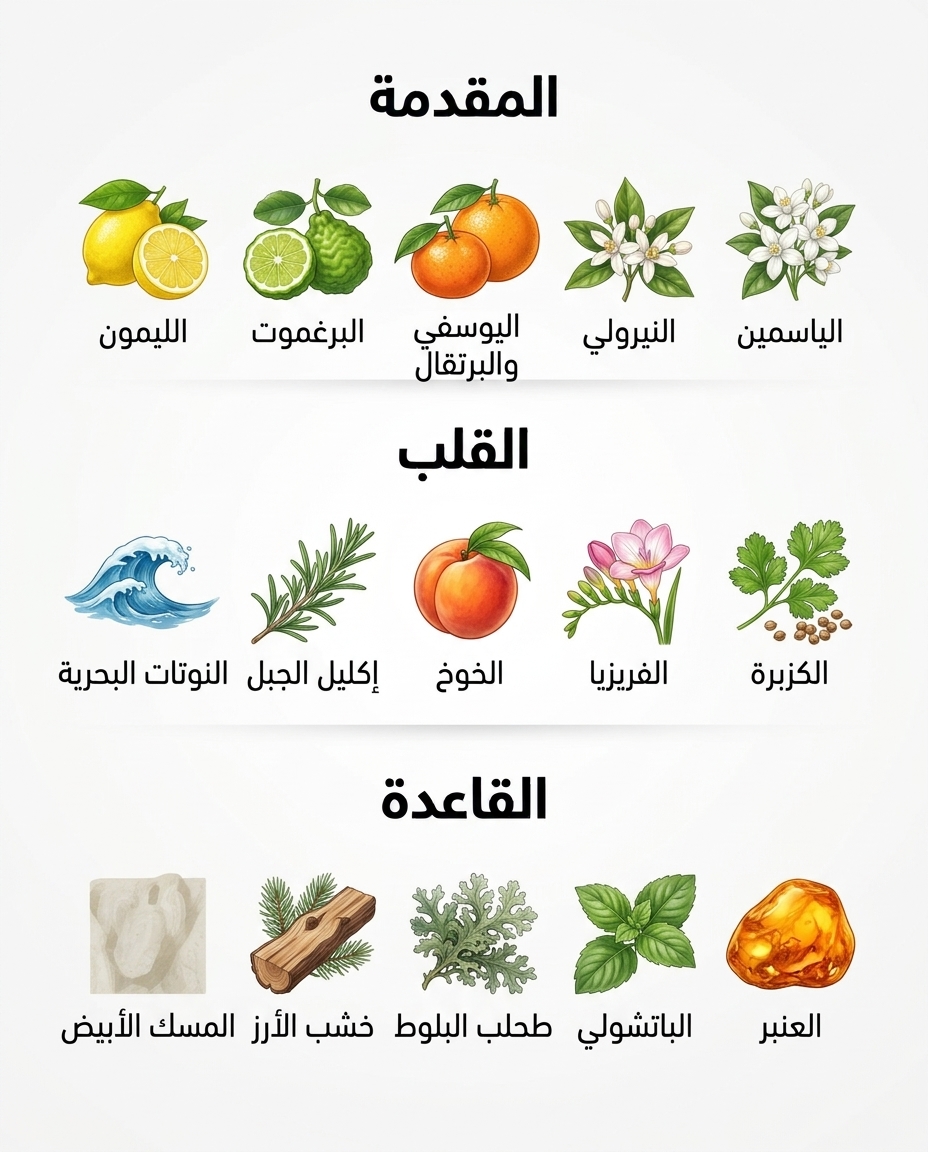 المقدمة
الياسمين
النيرولي
اليوسفي
والبرتقال
البرغموت
الليمون
القلب
الكزبرة
الفريزيا
الخوخ
إكليل الجبل
النوتات البحرية
القاعدة
العنبر
الباتشولي
طحلب البلوط
خشب الأرز
المسك الأبيض